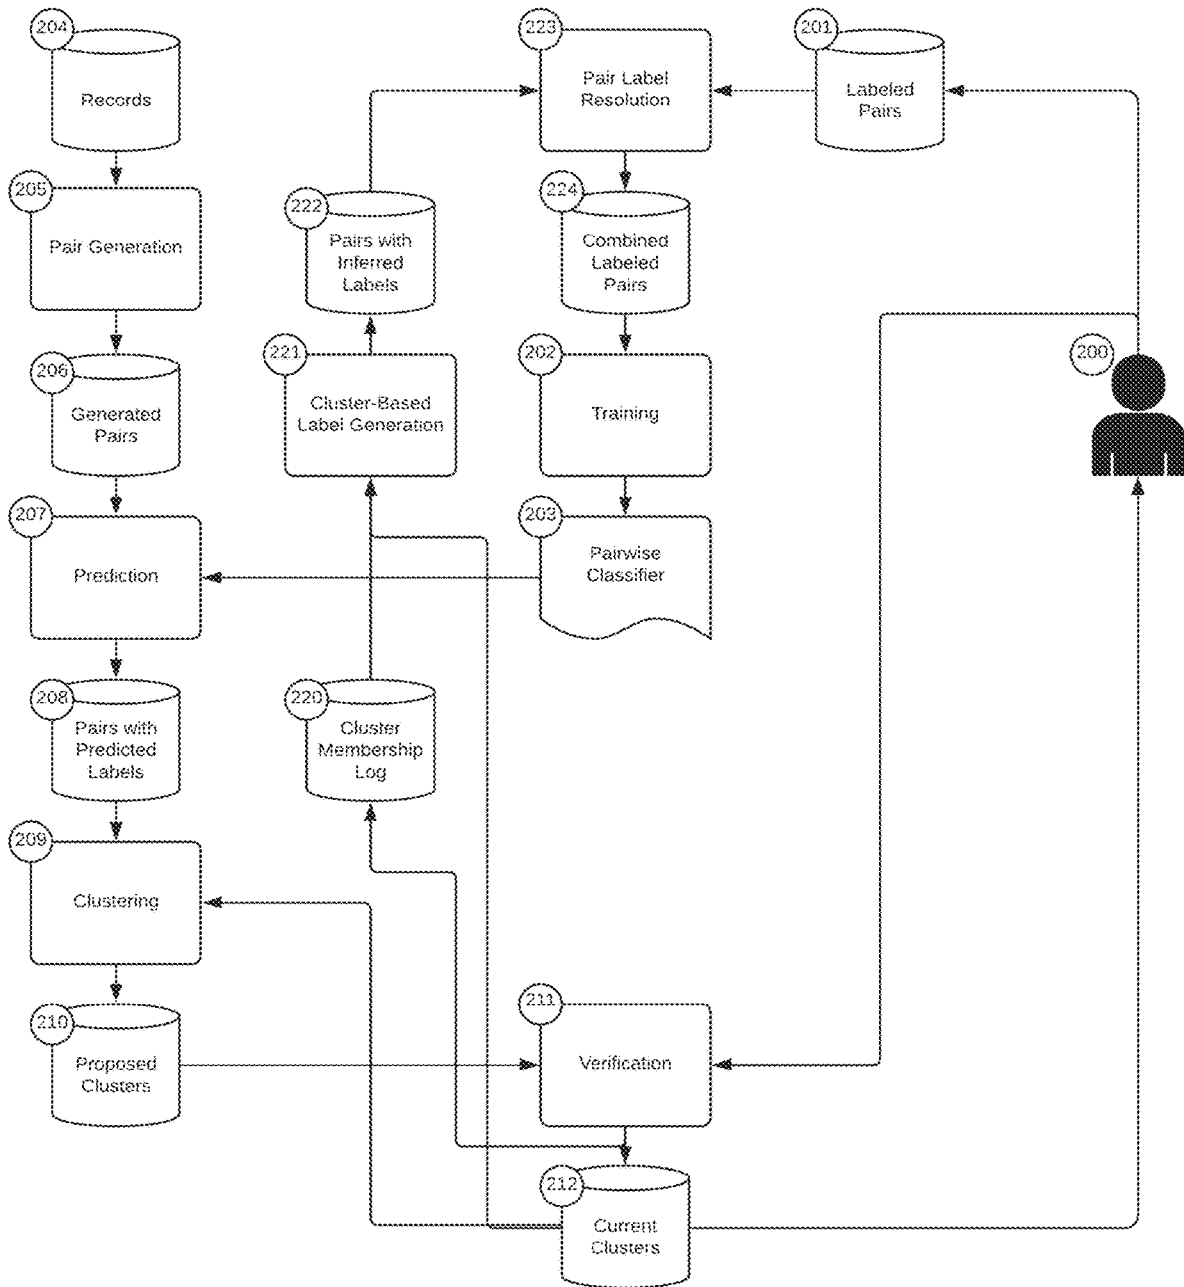 204
Records
223
Pair Label
Resolution
201
Labeled
Pairs
205
Pair Generation
222
Pairs with
Inferred
Labels
224
Combined
Labeled
Pairs
206
Generated
Pairs
221
Cluster-Based
Label Generation
202
Training
200
207
Prediction
203
Pairwise
Classifier
208
Pairs with
Predicted
Labels
220
Cluster
Membership
Log
209
Clustering
210
Proposed
Clusters
211
Verification
212
Current
Clusters